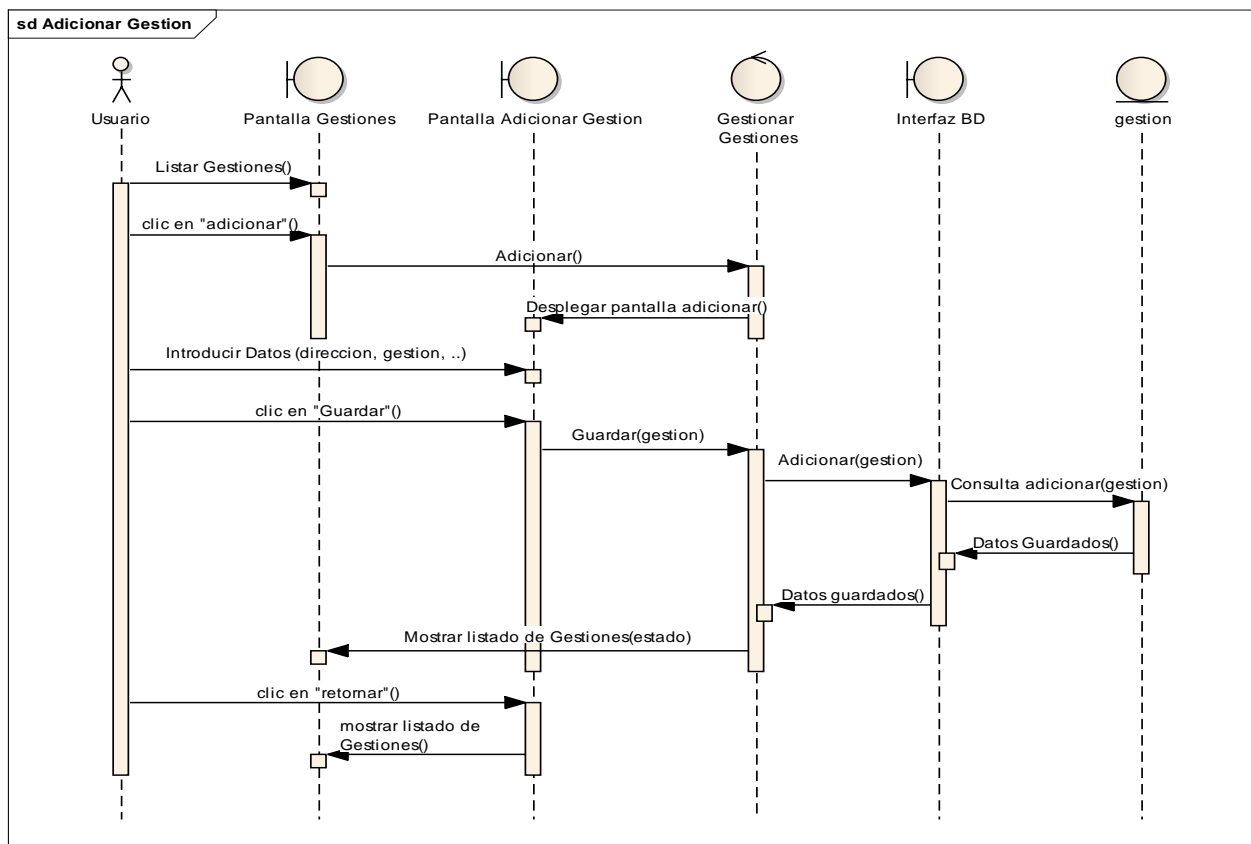 sd Adicionar Gestion
Usuario
Pantalla Gestiones
Pantalla Adicionar Gestion
Gestionar
Gestiones
Interfaz BD
gestion
Listar Gestiones()
clic en "adicionar"()
Adicionar()
Desplegar pantalla adicionar()
Introducir Datos (direccion, gestion, ..)
clic en "Guardar"()
Guardar(gestion)
Adicionar(gestion)
Consulta adicionar(gestion)
Datos Guardados()
Datos guardados()
Mostrar listado de Gestiones(estado)
clic en "retornar"()
mostrar listado de
Gestiones()